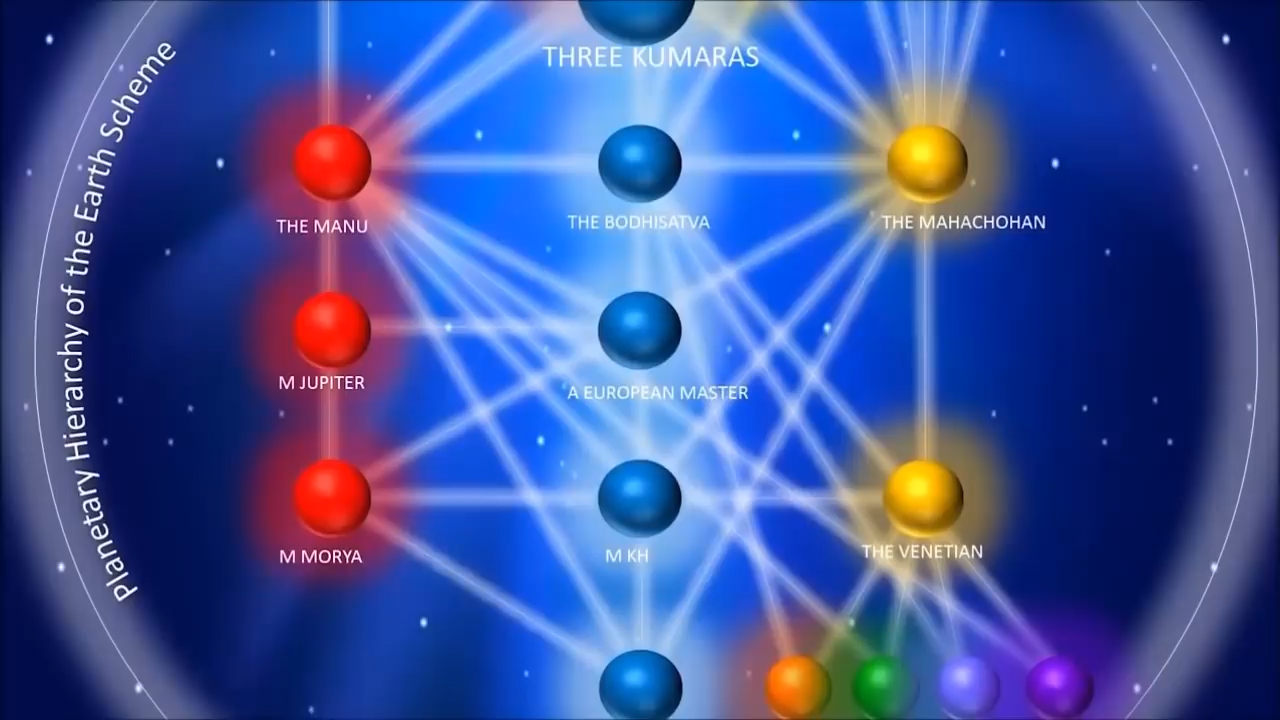 Planetary Hierarchy of the Earth Scheme
THREE KUMARAS
THE MANU
THE BODHISATVA
THE MAHACHOHAN
M JUPITER
A EUROPEAN MASTER
M MORYA
M KH
THE VENETIAN